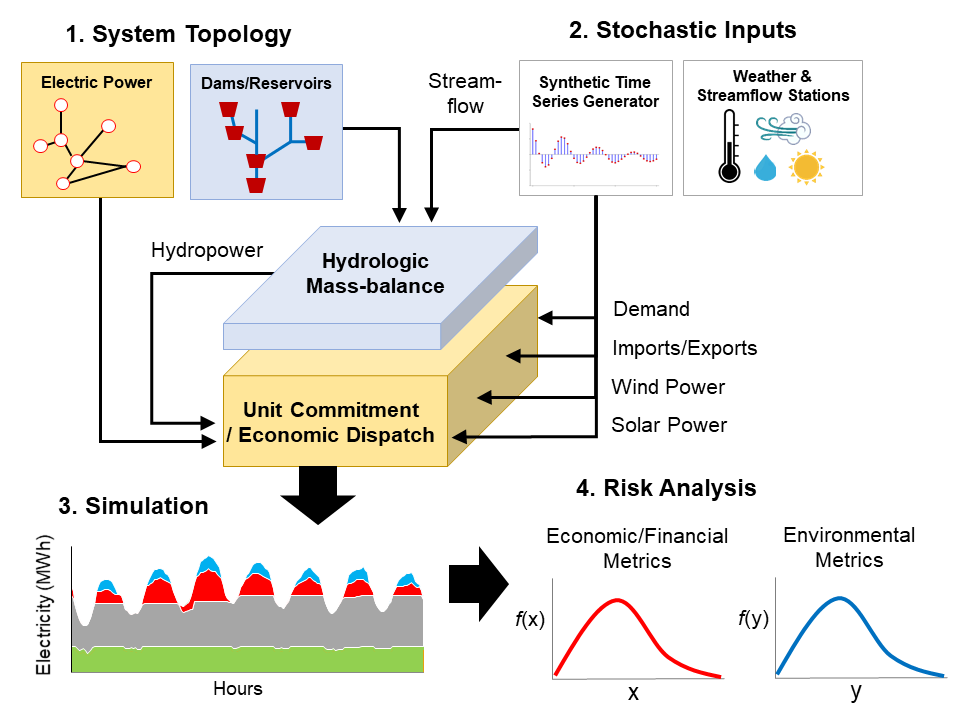 1. System Topology
2. Stochastic Inputs
Electric Power
Dams/Reservoirs
Stream-
flow
Synthetic Time
Series Generator
Weather &
Streamflow Stations
Hydropower
Hydrologic
Mass-balance
Demand
Imports/Exports
Wind Power
Solar Power
Unit Commitment
/ Economic Dispatch
3. Simulation
Electricity (MWh)
Hours
4. Risk Analysis
Economic/Financial
Metrics
f(x)
x
Environmental
Metrics
f(y)
y